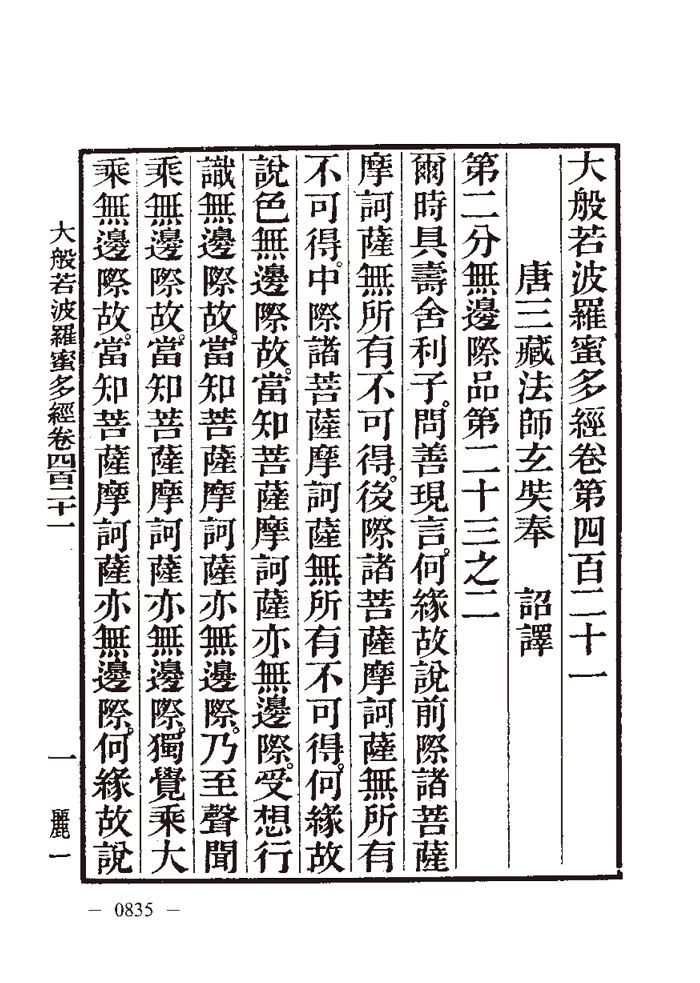 大般若波羅蜜多經卷第四百二十一
唐三藏法師玄奘奉　詔譯
第二分無邊際品第二十三之二
爾時具壽舍利子。問善現言。何緣故說前際諸菩薩
摩訶薩無所有不可得。後際諸菩薩摩訶薩無所有
不可得。中際諸菩薩摩訶薩無所有不可得。何緣故
說色無邊際故。當知菩薩摩訶薩亦無邊際。受想行
識無邊際故。當知菩薩摩訶薩亦無邊際。乃至聲聞
乘無邊際故。當知菩薩摩訶薩亦無邊際。獨覺乘大
乘無邊際故。當知菩薩摩訶薩亦無邊際。何緣故說
大般若波羅蜜多經卷四百二十一
一
麗一
— 0835 —